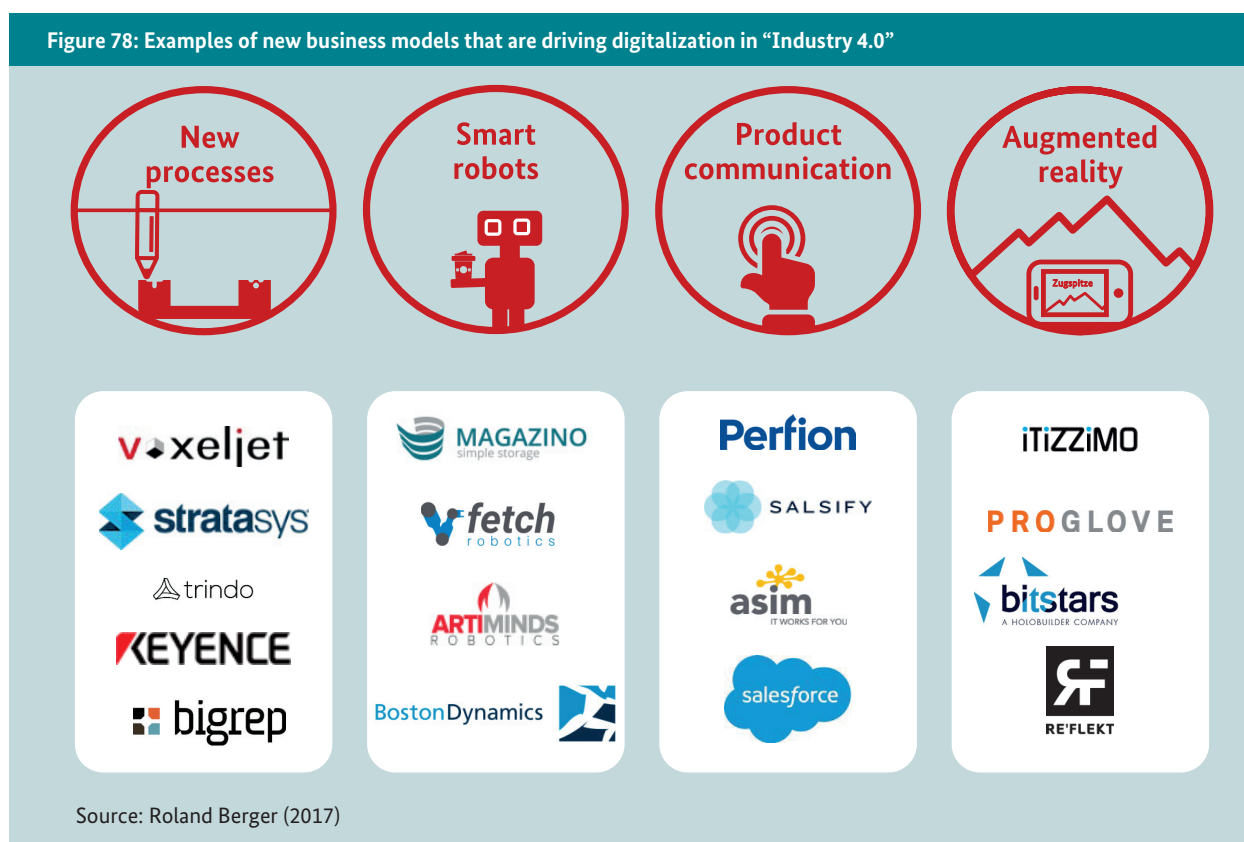 Figure 78: Examples of new business models that are driving digitalization in “Industry 4.0”
New
processes
Smart
robots
Product
communication
Augmented
reality
Zugspitze
voxeljet
stratasys
trindo
KEYENCE
bigrep
MAGAZINO
simple storage
fetch
robotics
ARTIMINDS
ROBOTICS
BostonDynamics
Perfion
SALSIFY
asim
IT WORKS FOR YOU
salesforce
iTiZZiMO
PROGLOVE
bitstars
A HOLOBUILDER COMPANY
RF
RE'FLEKT
Source: Roland Berger (2017)